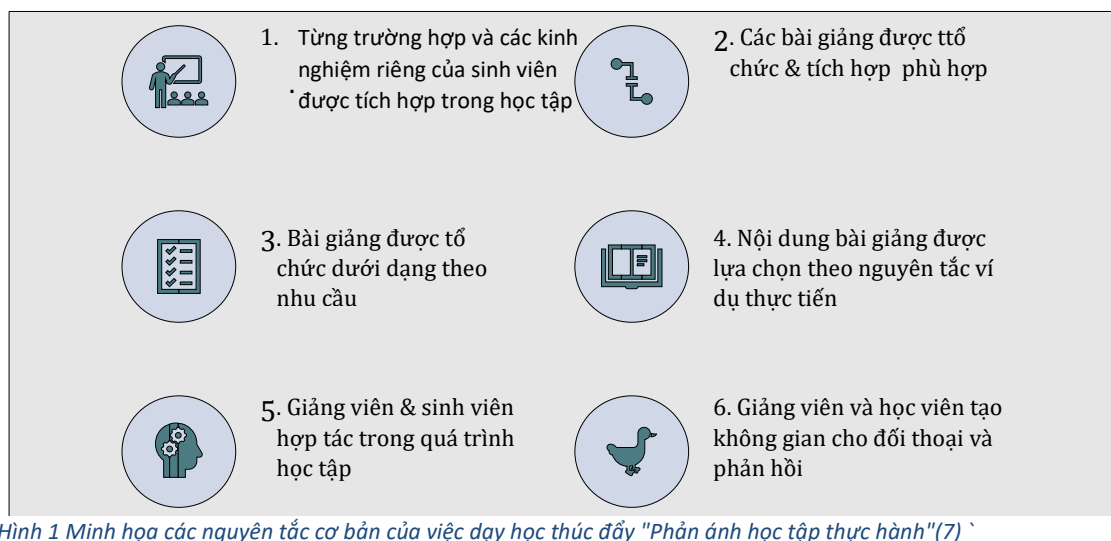 1. Từng trường hợp và các kinh
nghiệm riêng của sinh viên
được tích hợp trong học tập
2. Các bài giảng được ttổ
chức & tích hợp phù hợp
3. Bài giảng được tổ
chức dưới dạng theo
nhu cầu
4. Nội dung bài giảng được
lựa chọn theo nguyên tắc ví
dụ thực tiến
5. Giảng viên & sinh viên
hợp tác trong quá trình
học tập
6. Giảng viên và học viên tạo
không gian cho đối thoại và
phản hồi
Hình 1 Minh họa các nguyên tắc cơ bản của việc dạy học thúc đẩy "Phản ánh học tập thực hành"(7) `